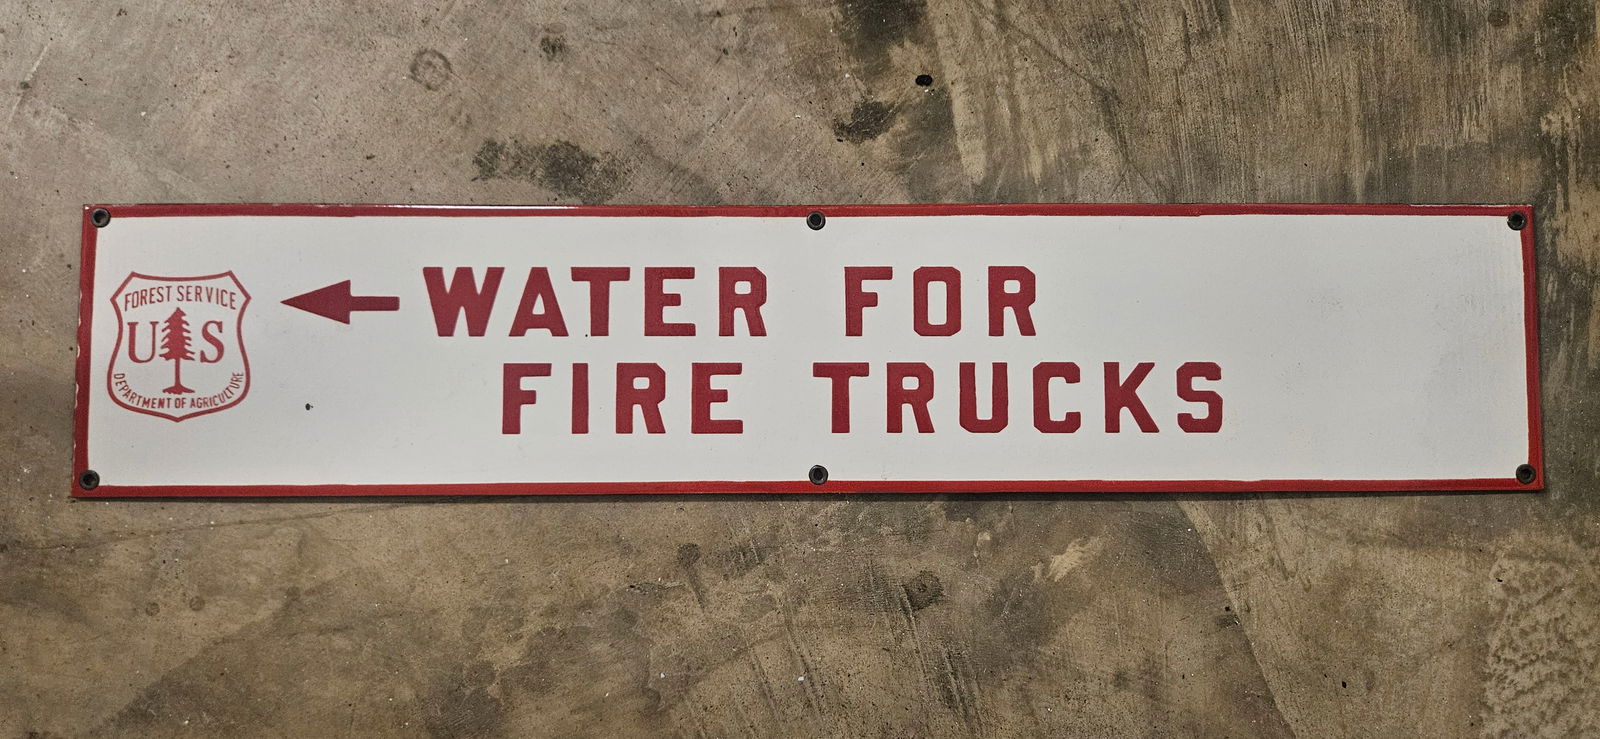 FOREST SERVICE
U S
DEPARTMENT OF AGRICULTURE
WATER FOR
FIRE TRUCKS